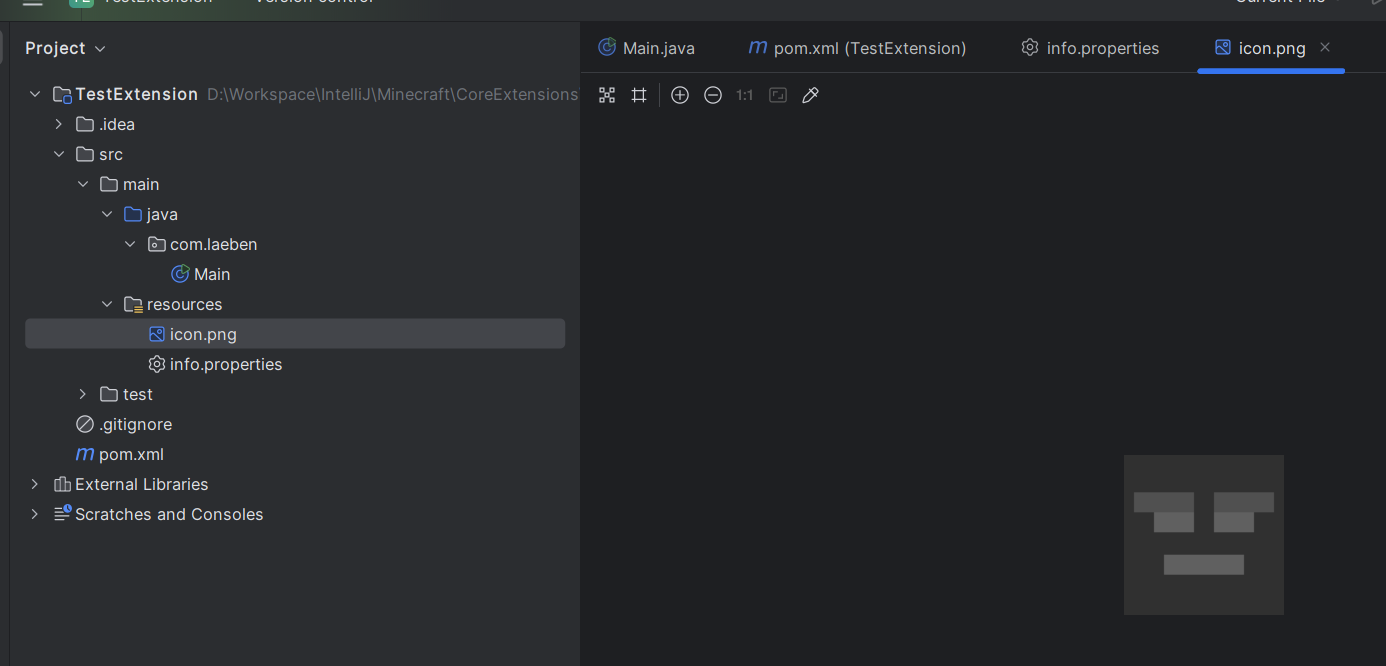 TestExtension Version control Current File
Project
Main.java pom.xml (TestExtension) info.properties icon.png
TestExtension D:\Workspace\IntelliJ\Minecraft\CoreExtensions
1:1
.idea
src
main
java
com.laeben
Main
resources
icon.png
info.properties
test
.gitignore
m pom.xml
External Libraries
Scratches and Consoles